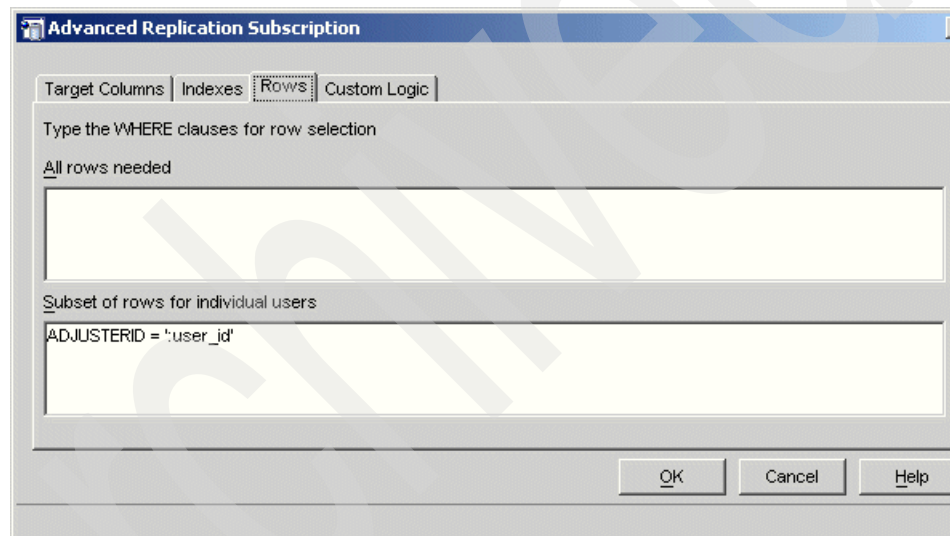 Advanced Replication Subscription
Target Columns Indexes Rows Custom Logic
Type the WHERE clauses for row selection
All rows needed
Subset of rows for individual users
ADJUSTERID = ':user_id'
OK Cancel Help